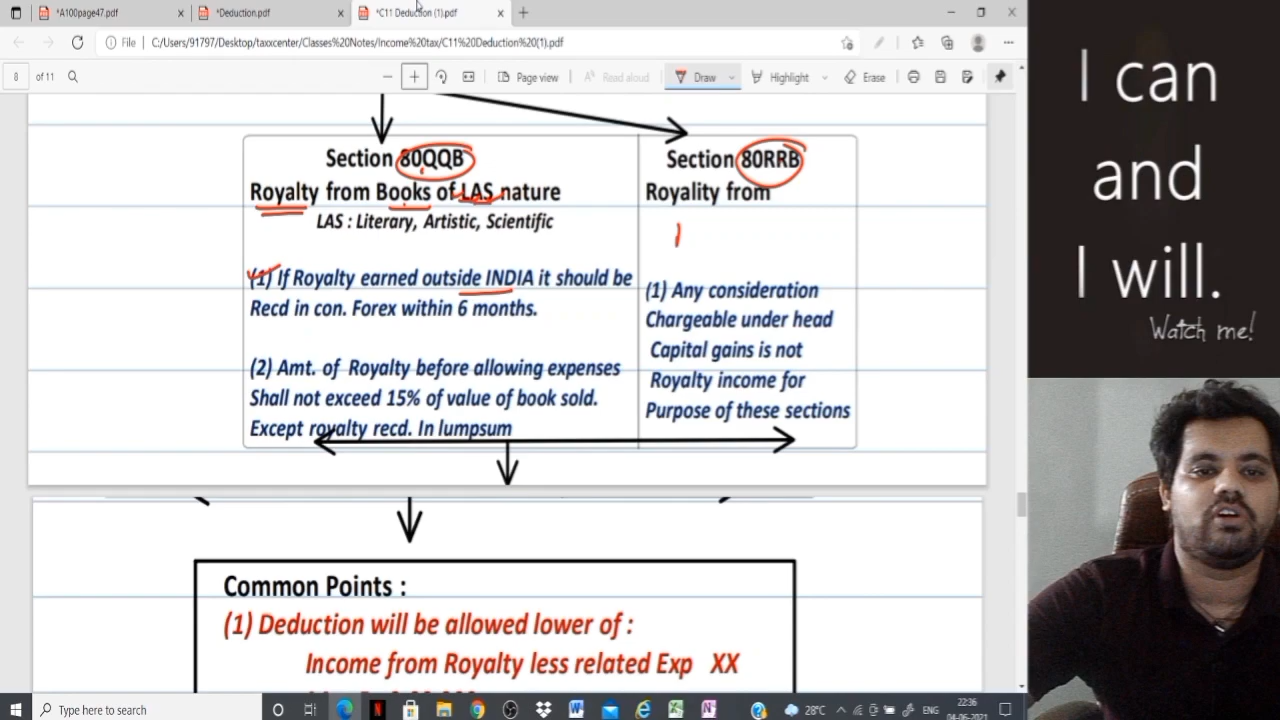 *A100page47.pdf
*Deduction.pdf
*C11 Deduction (1).pdf
File
C:/Users/91797/Desktop/taxxcenter/Classes%20Notes/Income%20tax/C11%20Deduction%20(1).pdf
8 of 11
Page view
Read aloud
Draw
Highlight
Erase
Section 80QQB
Royalty from Books of LAS nature
LAS : Literary, Artistic, Scientific
(1) If Royalty earned outside INDIA it should be
Recd in con. Forex within 6 months.
(2) Amt. of Royalty before allowing expenses
Shall not exceed 15% of value of book sold.
Except royalty recd. In lumpsum
Section 80RRB
Royality from
(1) Any consideration
Chargeable under head
Capital gains is not
Royalty income for
Purpose of these sections
Common Points :
(1) Deduction will be allowed lower of :
Income from Royalty less related Exp XX
I can
and
I will.
Watch me!
Type here to search
28°C
ENG
22:36
04-06-2021